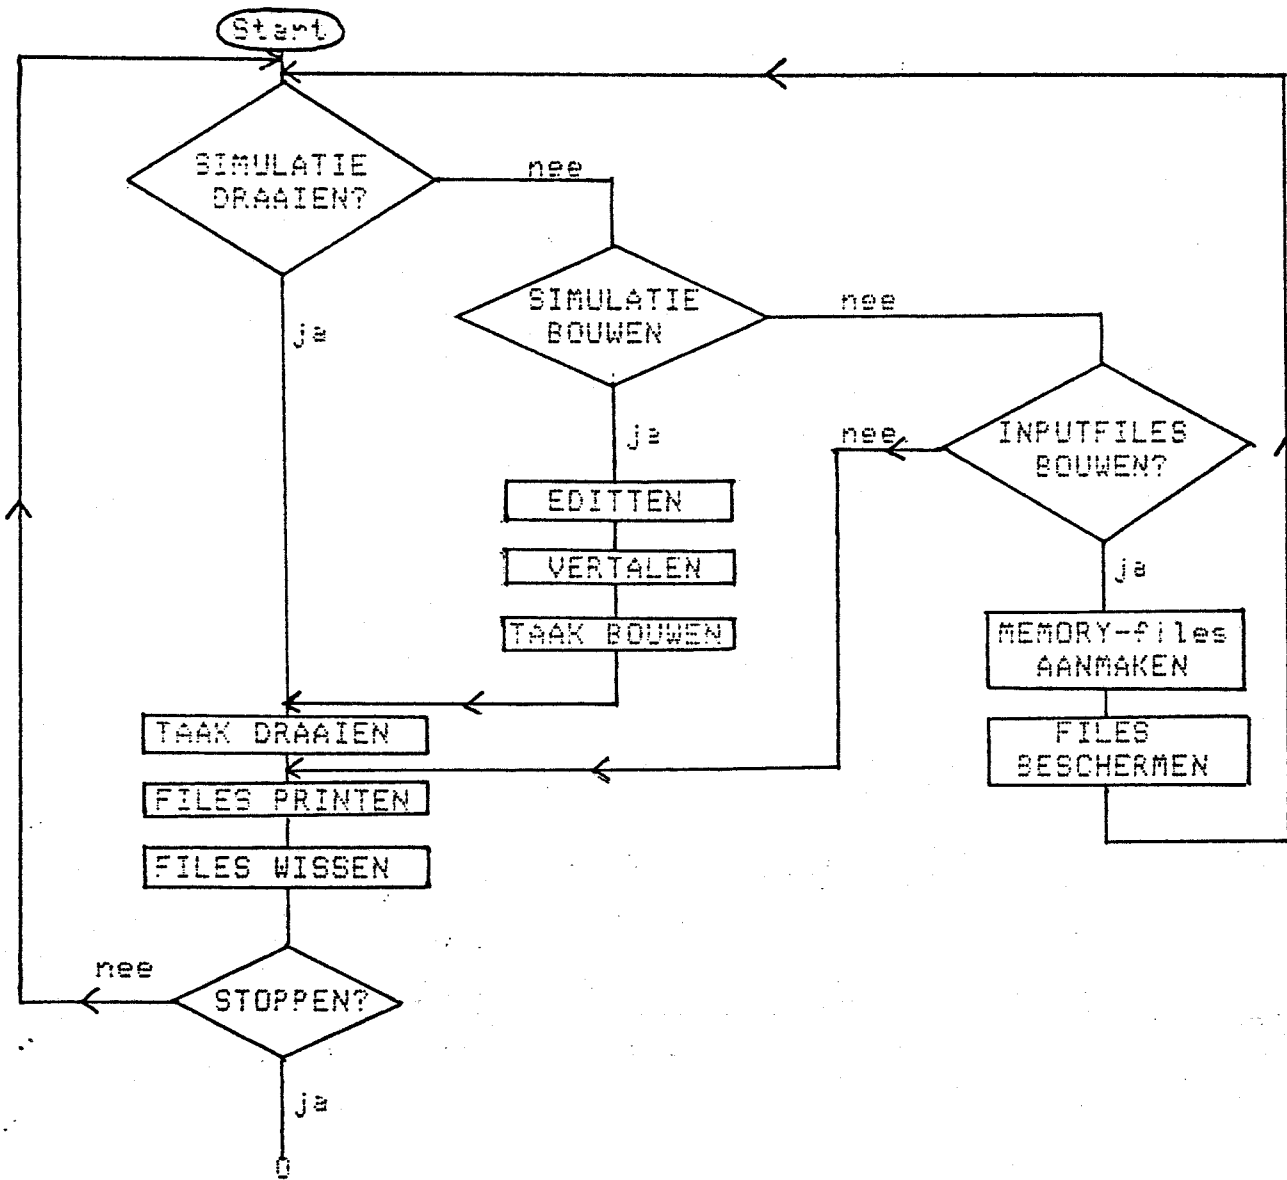 Start
SIMULATIE
DRAAIEN?
nee
ja
SIMULATIE
BOUWEN
nee
ja
INPUTFILES
BOUWEN?
nee
ja
EDITTEN
VERTALEN
TAAK BOUWEN
MEMORY-files
AANMAKEN
FILES
BESCHERMEN
TAAK DRAAIEN
FILES PRINTEN
FILES WISSEN
STOPPEN?
nee
ja
0